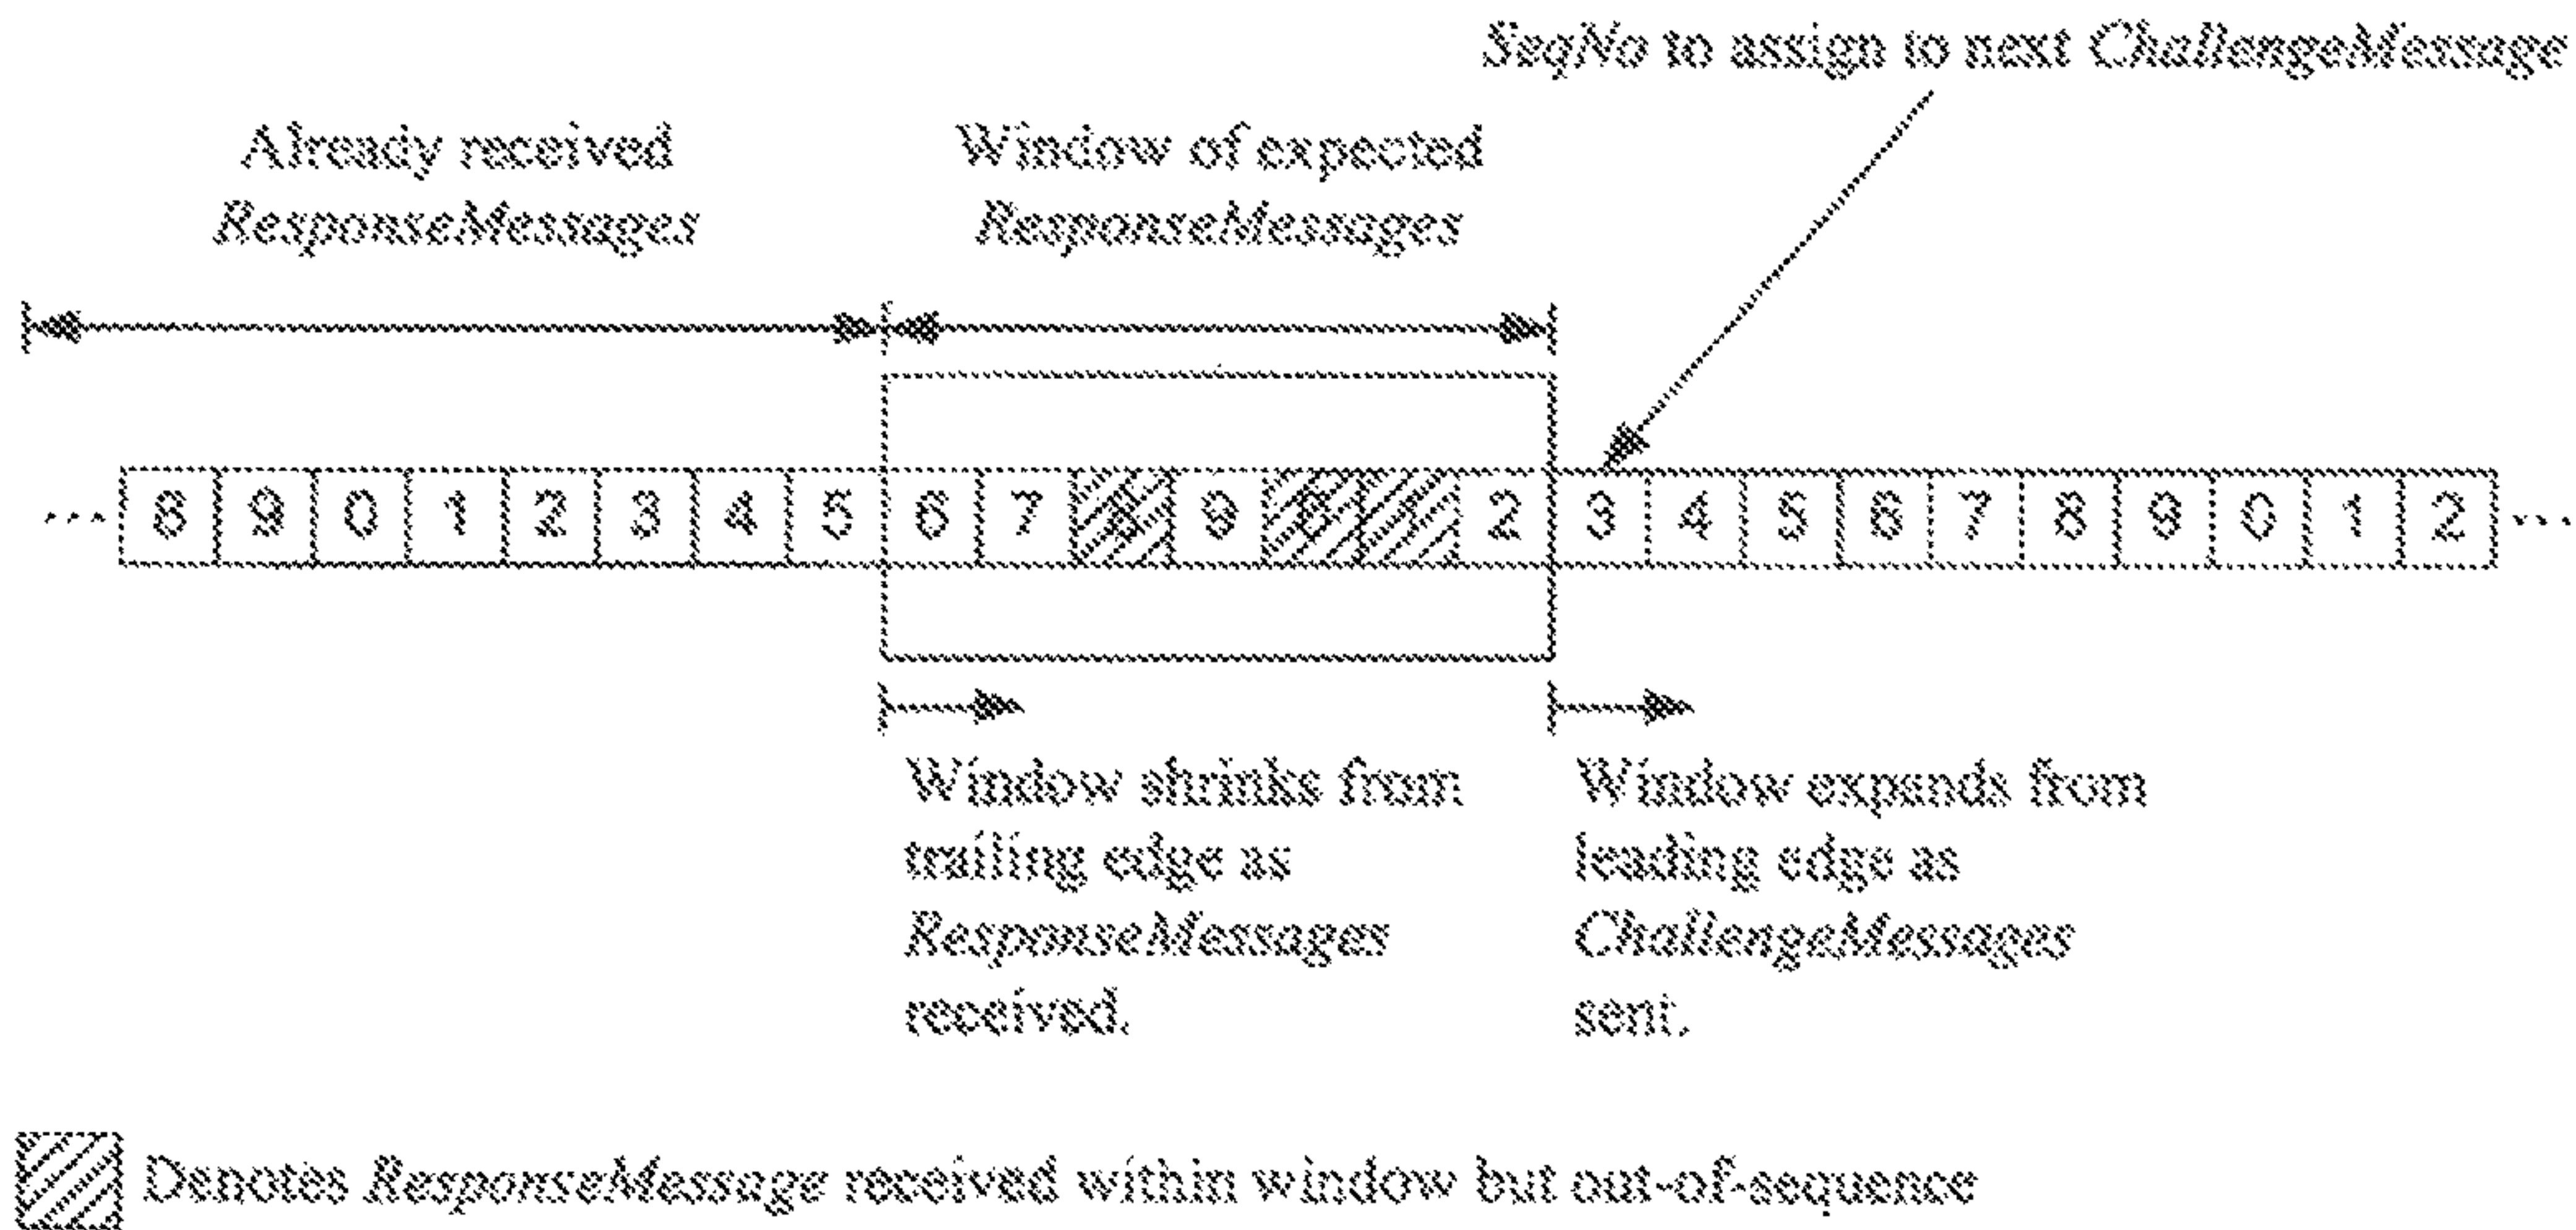 SeqNo to assign to next ChallengeMessage
Already received
ResponseMessages
Window of expected
ResponseMessages
... 8 9 0 1 2 3 4 5 6 7 8 9 0 1 2 3 4 5 6 7 8 9 0 1 2 ...
Window shrinks from
trailing edge as
ResponseMessages
received.
Window expands from
leading edge as
ChallengeMessages
sent.
Denotes ResponseMessage received within window but out-of-sequence